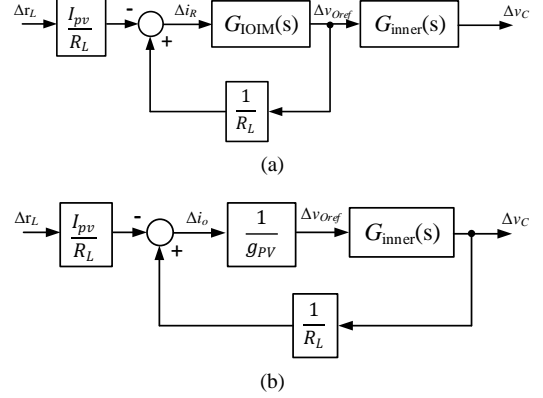 Δr_L
I_pv
R_L
-
+
Δi_R
G_IOIM(s)
Δv_Oref
G_inner(s)
Δv_C
1
R_L
(a)
Δr_L
I_pv
R_L
-
+
Δi_o
1
g_PV
Δv_Oref
G_inner(s)
Δv_C
1
R_L
(b)